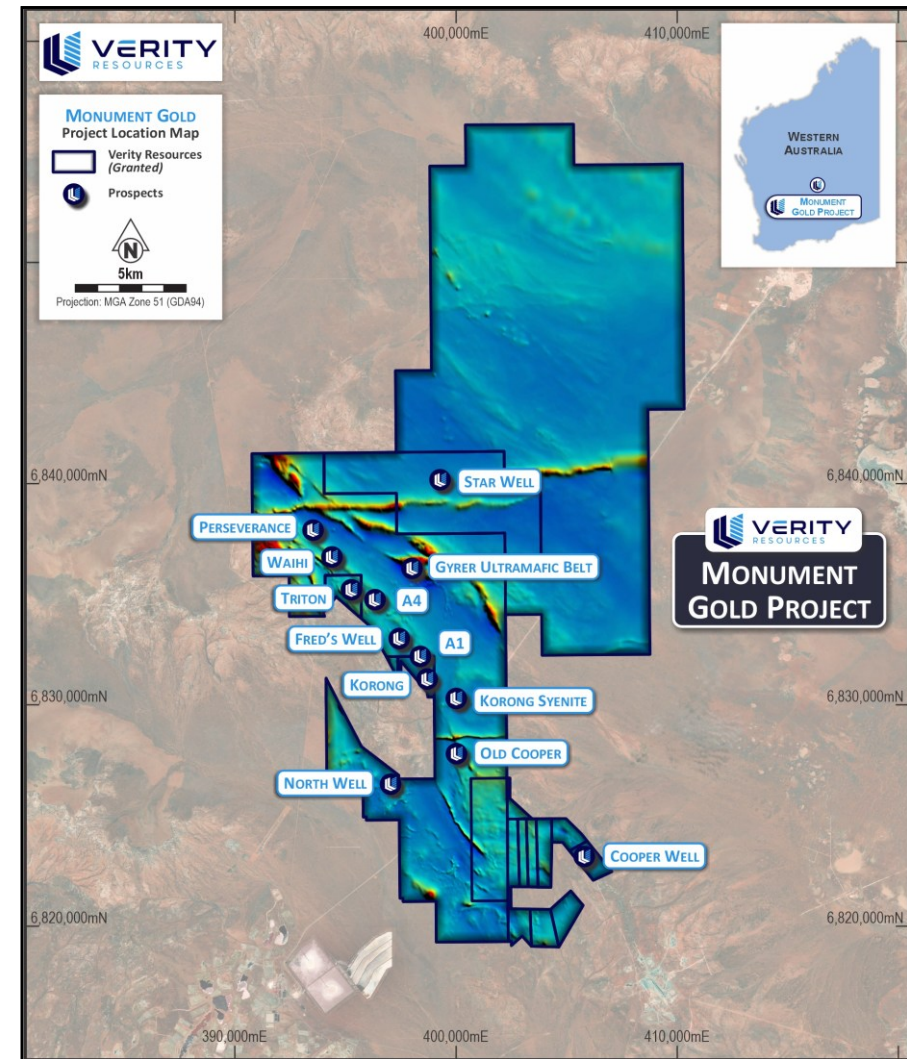 400,000mE
410,000mE
VERITY
RESOURCES
MONUMENT GOLD
Project Location Map
Verity Resources
(Granted)
Prospects
N
5km
Projection: MGA Zone 51 (GDA94)
WESTERN
AUSTRALIA
MONUMENT
GOLD PROJECT
6,840,000mN
6,840,000mN
STAR WELL
PERSEVERANCE
WAIHI
GYRER ULTRAMAFIC BELT
TRITON
A4
VERITY
RESOURCES
MONUMENT
GOLD PROJECT
FRED'S WELL
A1
KORONG
KORONG SYENITE
6,830,000mN
6,830,000mN
OLD COOPER
NORTH WELL
COOPER WELL
6,820,000mN
6,820,000mN
390,000mE
400,000mE
410,000mE